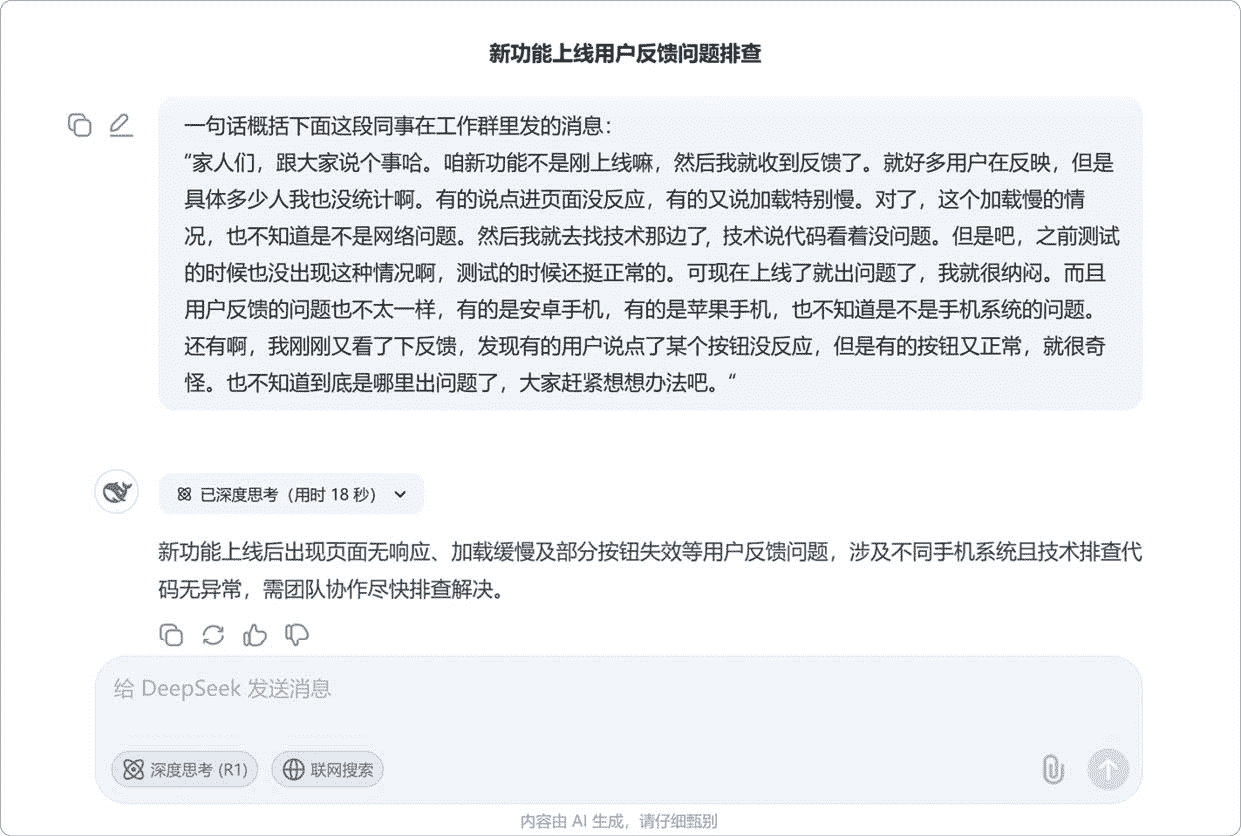 新功能上线用户反馈问题排查
一句话概括下面这段同事在工作群里发的消息：
“家人们，跟大家说个事哈。咱新功能不是刚上线嘛，然后我就收到反馈了。就好多用户在反映，但是
具体多少人我也没统计啊。有的说点进页面没反应，有的又说加载特别慢。对了，这个加载慢的情
况，也不知道是不是网络问题。然后我就去找技术那边了, 技术说代码看着没问题。但是吧，之前测试
的时候也没出现这种情况啊，测试的时候还挺正常的。可现在上线了就出问题了，我就很纳闷。而且
用户反馈的问题也不太一样，有的是安卓手机，有的是苹果手机，也不知道是不是手机系统的问题。
还有啊，我刚刚又看了下反馈，发现有的用户说点了某个按钮没反应，但是有的按钮又正常，就很奇
怪。也不知道到底是哪里出问题了，大家赶紧想想办法吧。“
已深度思考（用时 18 秒）
新功能上线后出现页面无响应、加载缓慢及部分按钮失效等用户反馈问题，涉及不同手机系统且技术排查代
码无异常，需团队协作尽快排查解决。
给 DeepSeek 发送消息
深度思考 (R1)
联网搜索
内容由 AI 生成，请仔细甄别